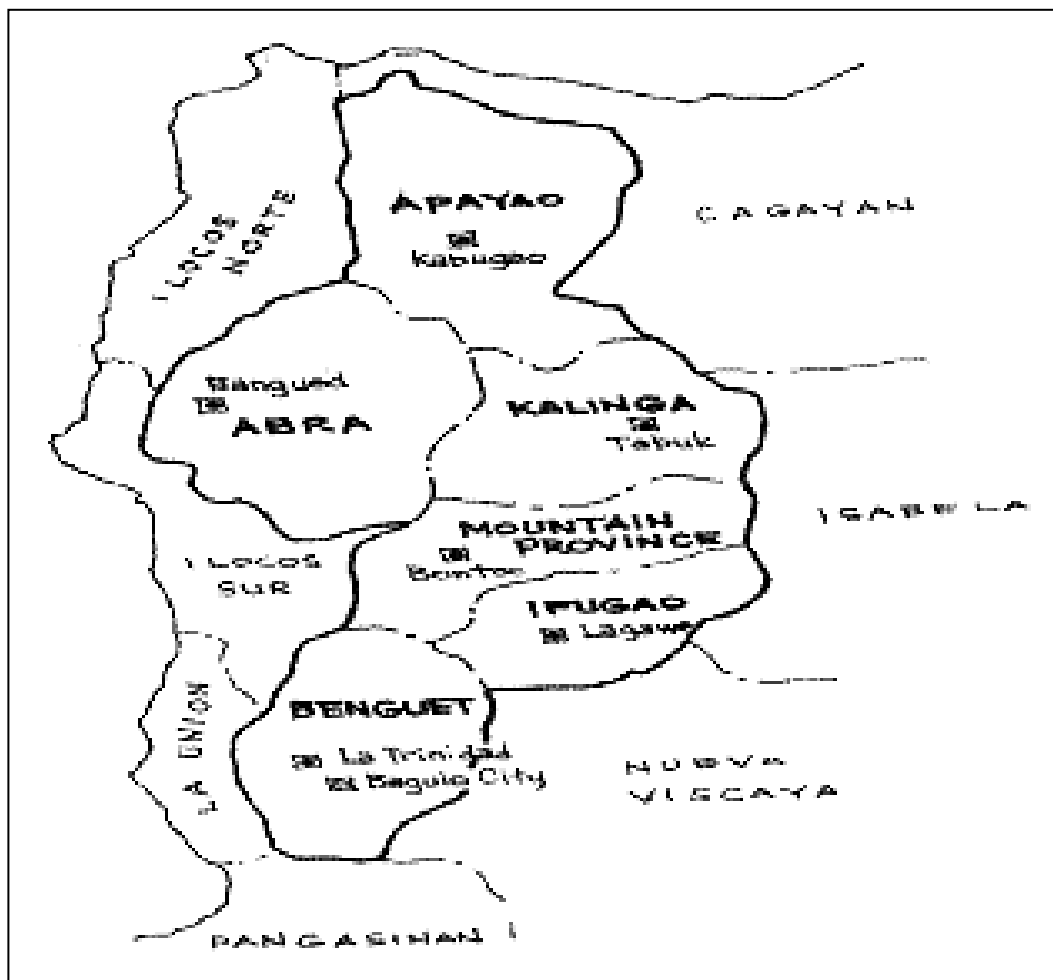 APAYAO
Kabugao
CAGAYAN
ILOCOS
NORTE
Bangued
ABRA
KALINGA
Tabuk
ISABELA
MOUNTAIN
PROVINCE
Bontoc
ILOCOS
SUR
IFUGAO
Lagawe
BENGUET
La Trinidad
Baguio City
LA UNION
NUEVA
VISCAYA
PANGASINAN